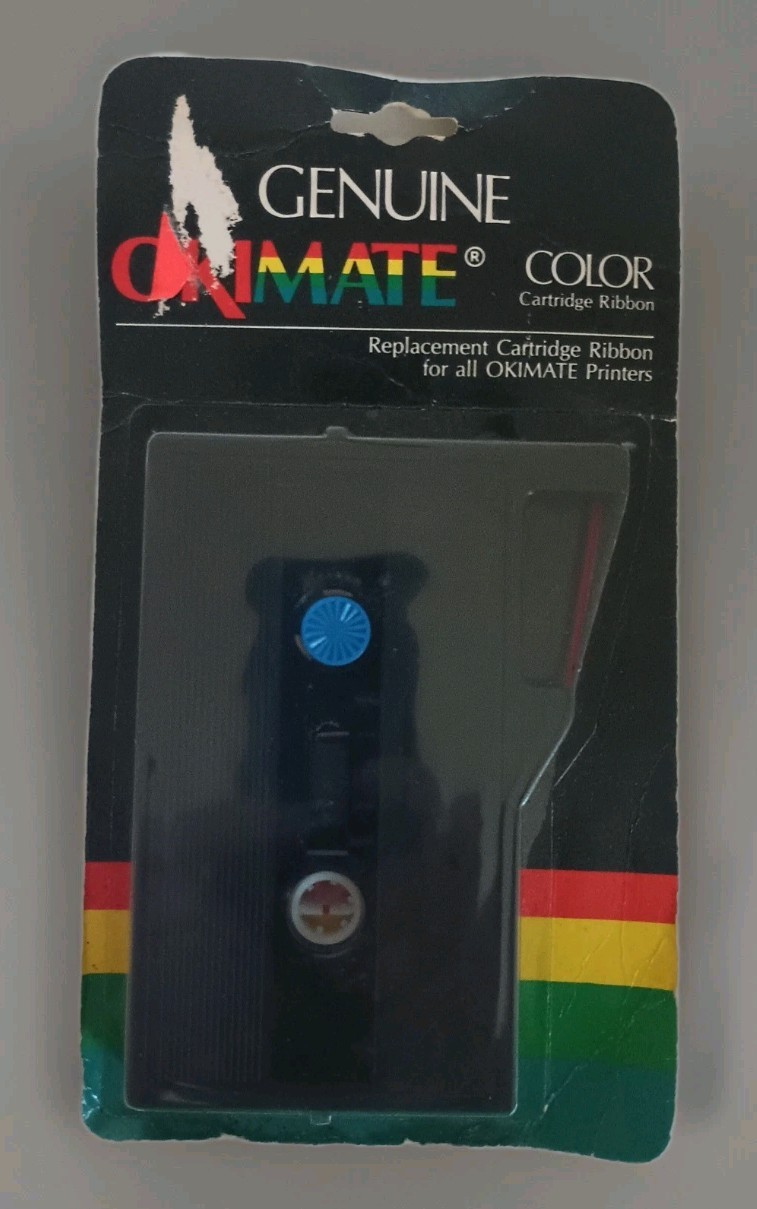 GENUINE
OKIMATE®
COLOR
Cartridge Ribbon
Replacement Cartridge Ribbon
for all OKIMATE Printers